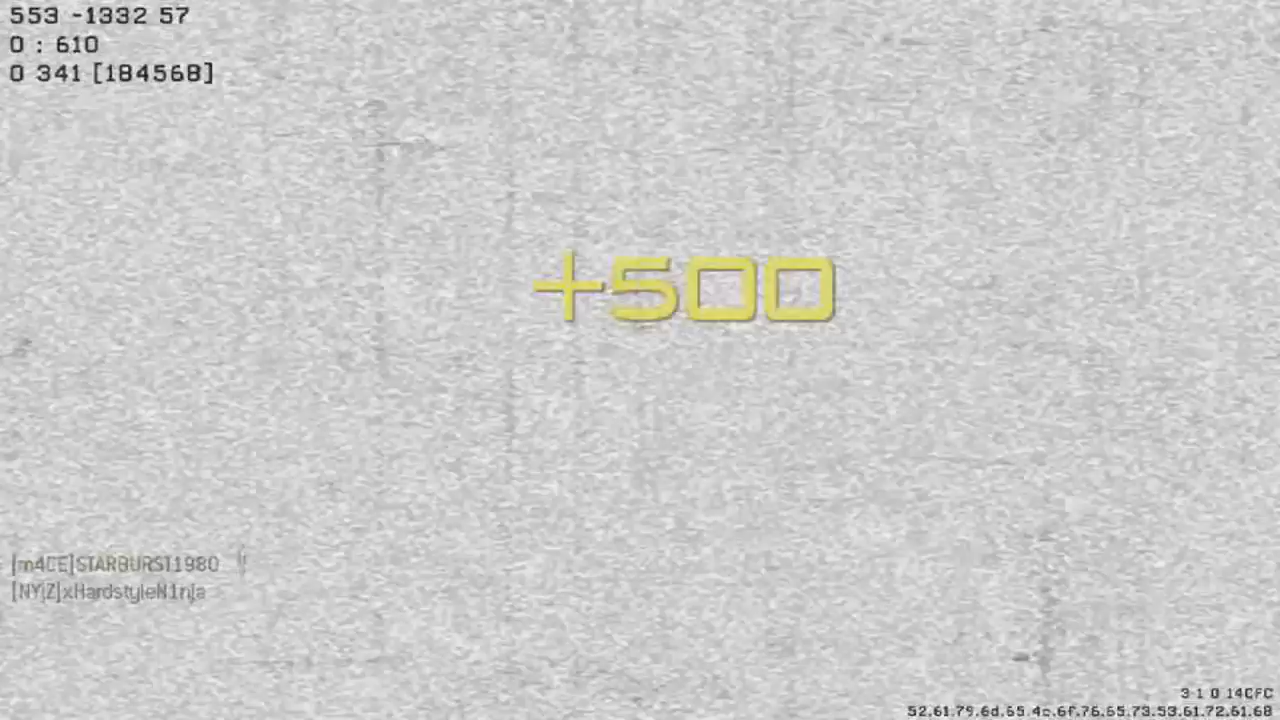 553 -1332 57
0 : 610
0 341 [184568]
+500
[m4CE]STARBURST1980
[NYjZ]xHardstyleN1nja
3 1 0 14CFC
52.61.79.6d.65.4c.6f.76.65.73.53.61.72.61.68